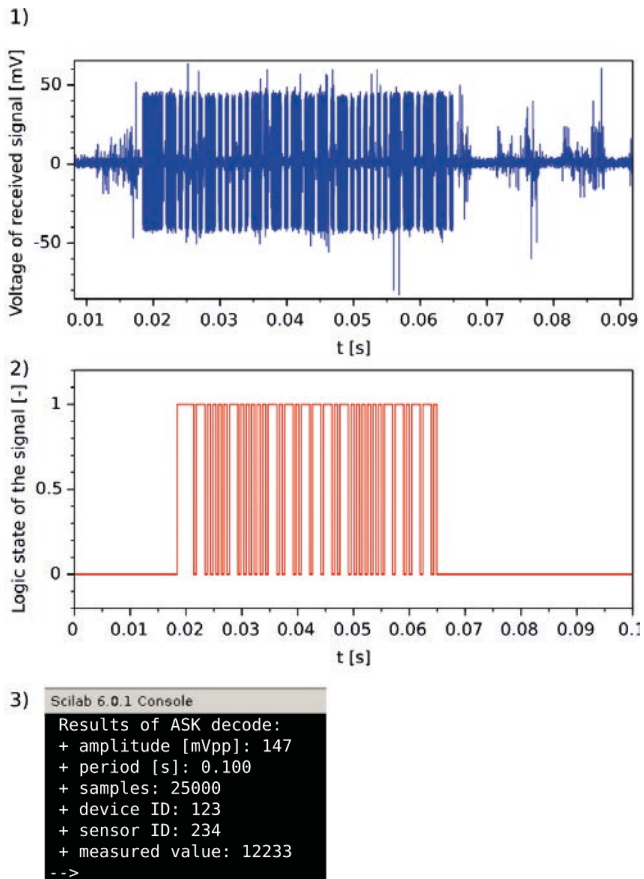 1)
Voltage of received signal [mV]
50
0
-50
0.01 0.02 0.03 0.04 0.05 0.06 0.07 0.08 0.09
t [s]
2)
Logic state of the signal [-]
1
0.5
0
0 0.01 0.02 0.03 0.04 0.05 0.06 0.07 0.08 0.09 0.1
t [s]
3)
Scilab 6.0.1 Console
Results of ASK decode:
+ amplitude [mVpp]: 147
+ period [s]: 0.100
+ samples: 25000
+ device ID: 123
+ sensor ID: 234
+ measured value: 12233
-->